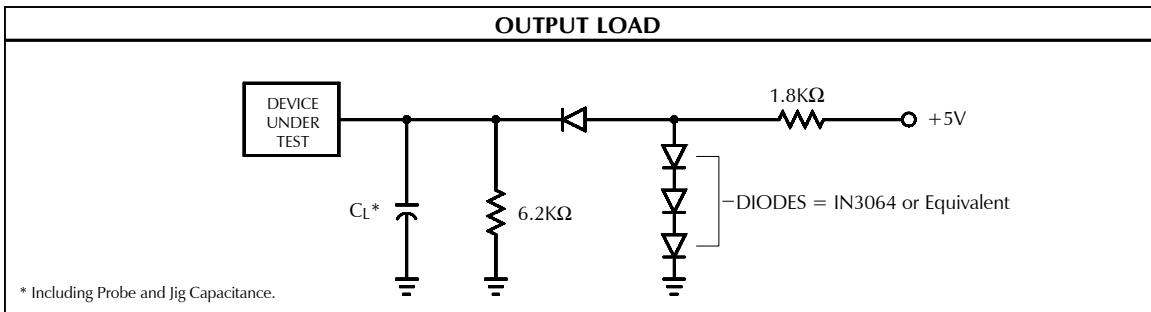 OUTPUT LOAD
DEVICE
UNDER
TEST
1.8KΩ
+5V
CL*
6.2KΩ
DIODES = IN3064 or Equivalent
* Including Probe and Jig Capacitance.